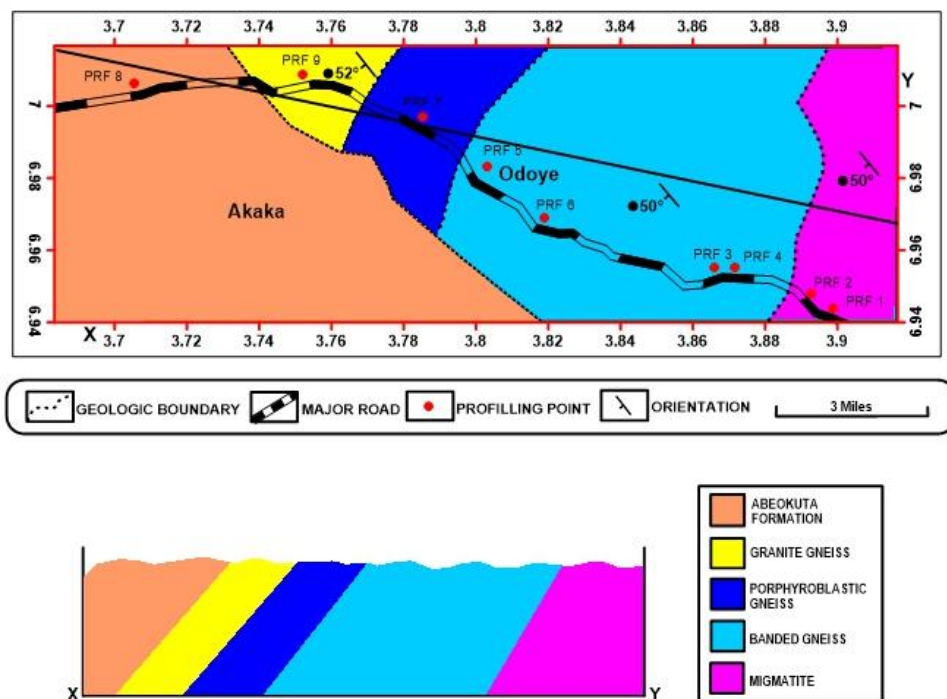 3.7 3.72 3.74 3.76 3.78 3.8 3.82 3.84 3.86 3.88 3.9
Y
PRF 9
52°
PRF 8
7 7
PRF 7
PRF 5
Odoye
6.98 50° 6.98
50°
Akaka
PRF 6
6.96 6.96
PRF 3 PRF 4
PRF 2
PRF 1
6.94 6.94
X
3.7 3.72 3.74 3.76 3.78 3.8 3.82 3.84 3.86 3.88 3.9
GEOLOGIC BOUNDARY MAJOR ROAD PROFILLING POINT ORIENTATION 3 Miles
ABEOKUTA
FORMATION
GRANITE GNEISS
PORPHYROBLASTIC
GNEISS
BANDED GNEISS
MIGMATITE
X Y